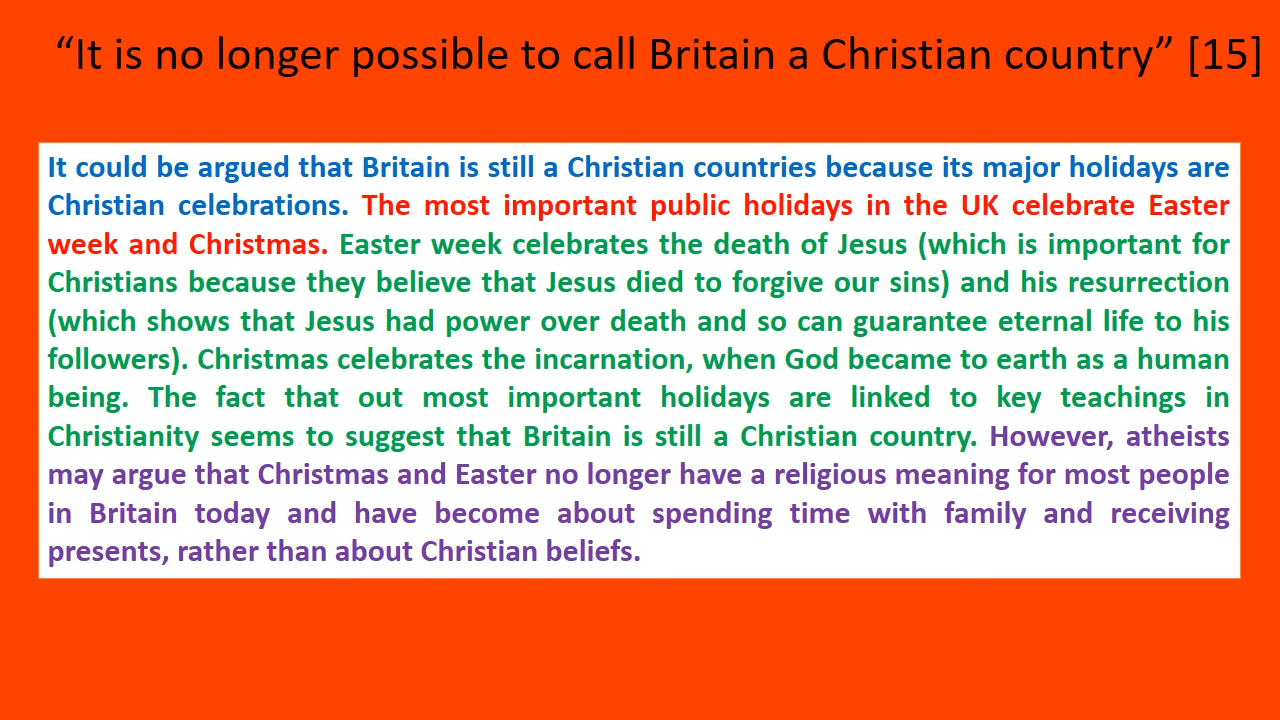 “It is no longer possible to call Britain a Christian country” [15]
It could be argued that Britain is still a Christian countries because its major holidays are
Christian celebrations. The most important public holidays in the UK celebrate Easter
week and Christmas. Easter week celebrates the death of Jesus (which is important for
Christians because they believe that Jesus died to forgive our sins) and his resurrection
(which shows that Jesus had power over death and so can guarantee eternal life to his
followers). Christmas celebrates the incarnation, when God became to earth as a human
being. The fact that out most important holidays are linked to key teachings in
Christianity seems to suggest that Britain is still a Christian country. However, atheists
may argue that Christmas and Easter no longer have a religious meaning for most people
in Britain today and have become about spending time with family and receiving
presents, rather than about Christian beliefs.